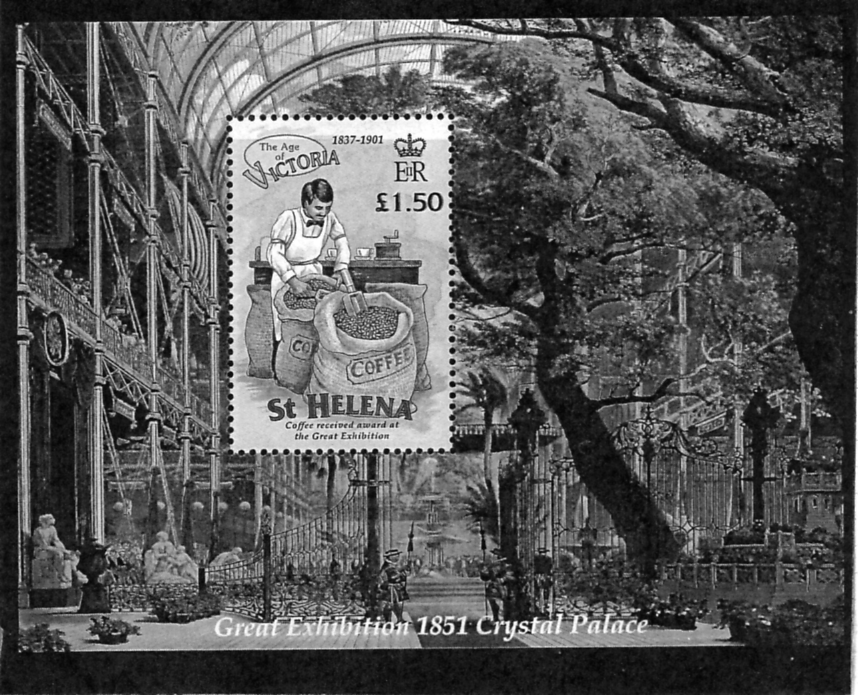 The Age
of
VICTORIA
1837-1901
EIIR
£1.50
CO
COFFEE
St HELENA
Coffee received award at
the Great Exhibition
Great Exhibition 1851 Crystal Palace